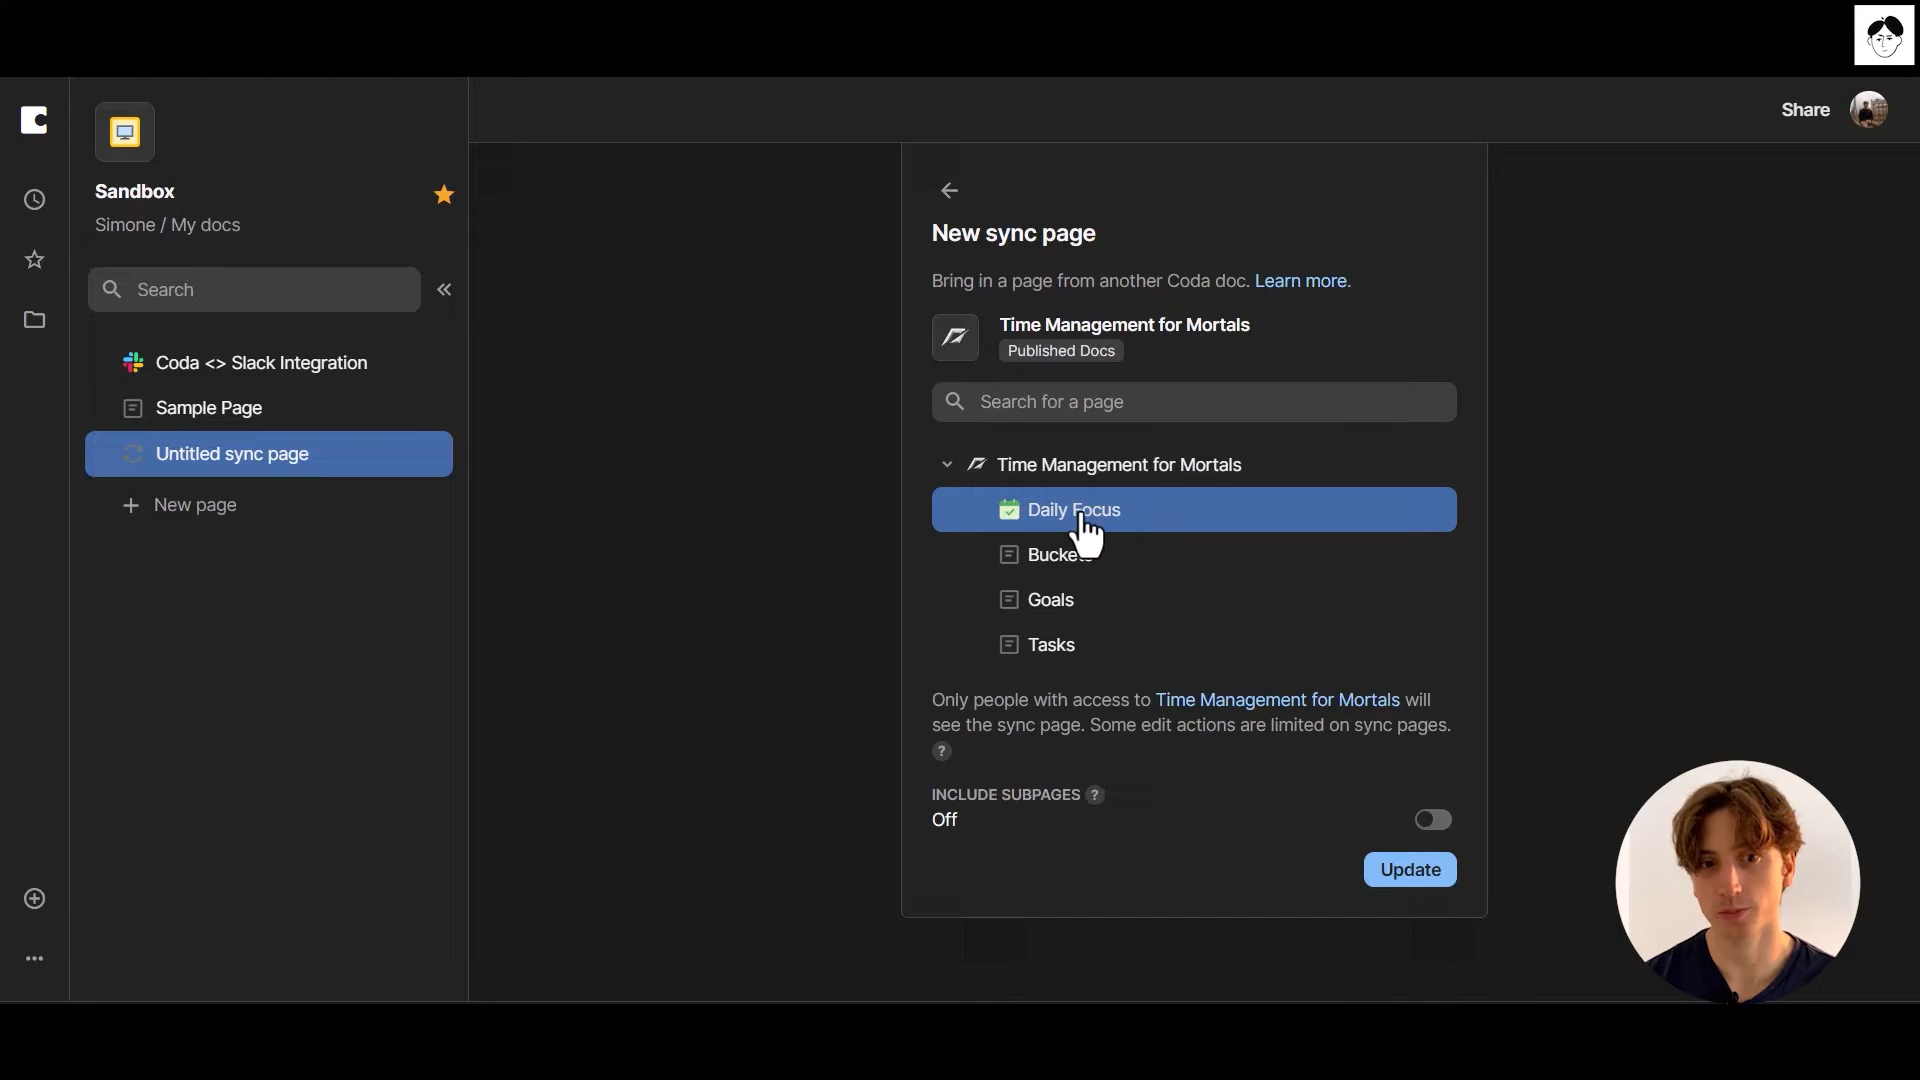 Share
Sandbox
Simone / My docs
Search
Coda <> Slack Integration
Sample Page
Untitled sync page
New page
New sync page
Bring in a page from another Coda doc. Learn more.
Time Management for Mortals
Published Docs
Search for a page
Time Management for Mortals
Daily Focus
Buckets
Goals
Tasks
Only people with access to Time Management for Mortals will
see the sync page. Some edit actions are limited on sync pages.
?
INCLUDE SUBPAGES ?
Off
Update